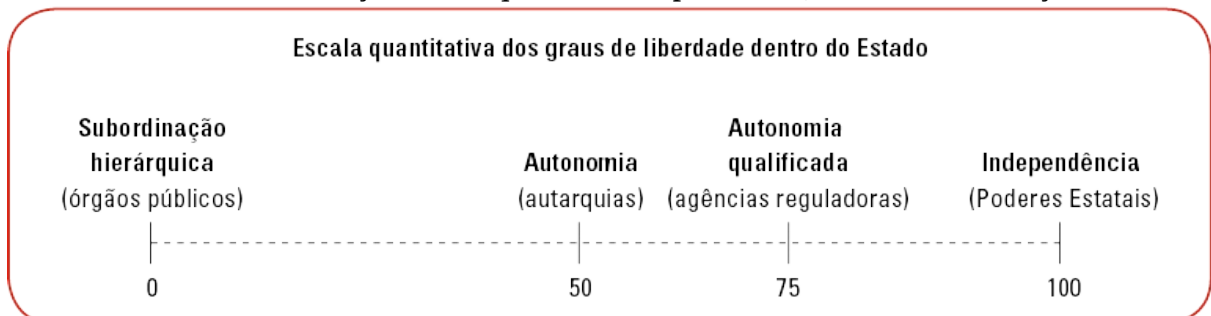 Escala quantitativa dos graus de liberdade dentro do Estado
Subordinação
hierárquica
(órgãos públicos)
Autonomia
(autarquias)
Autonomia
qualificada
(agências reguladoras)
Independência
(Poderes Estatais)
0
50
75
100